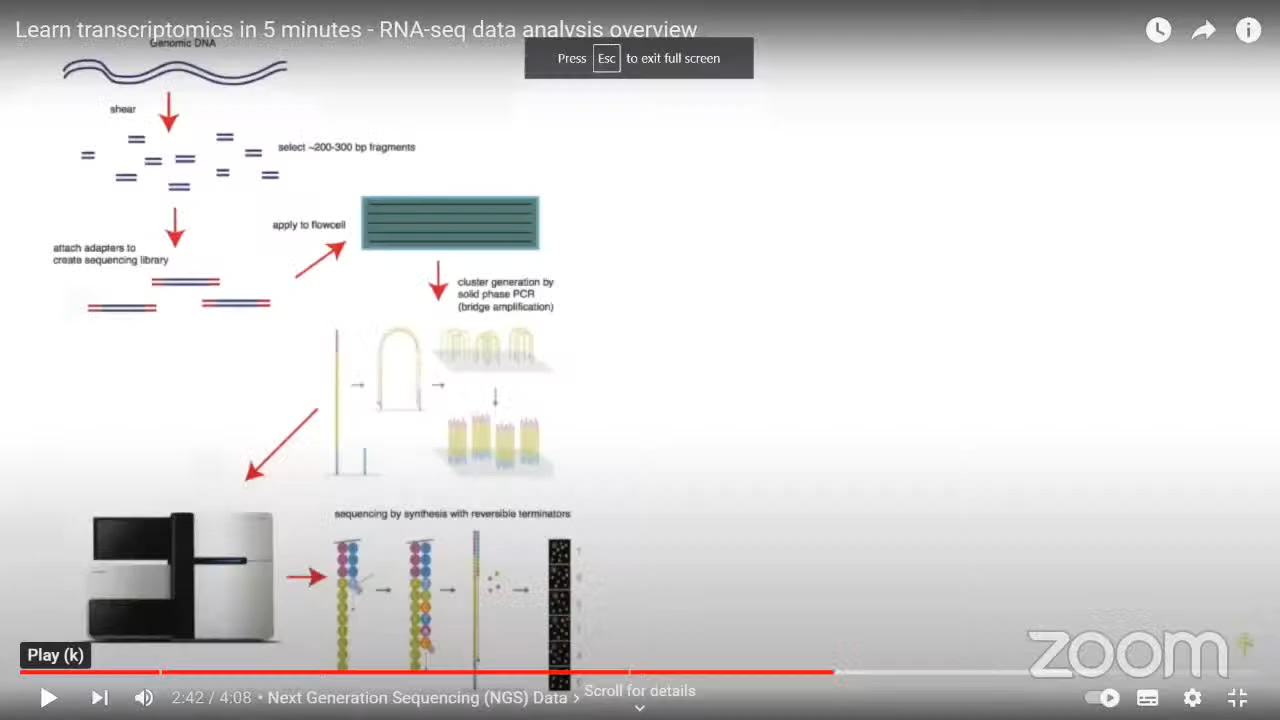 Learn transcriptomics in 5 minutes - RNA-seq data analysis overview
Genomic DNA
Press Esc to exit full screen
shear
select ~200-300 bp fragments
apply to flowcell
attach adapters to
create sequencing library
cluster generation by
solid phase PCR
(bridge amplification)
sequencing by synthesis with reversible terminators
zoom
Play (k)
2:42 / 4:08 • Next Generation Sequencing (NGS) Data ›
Scroll for details